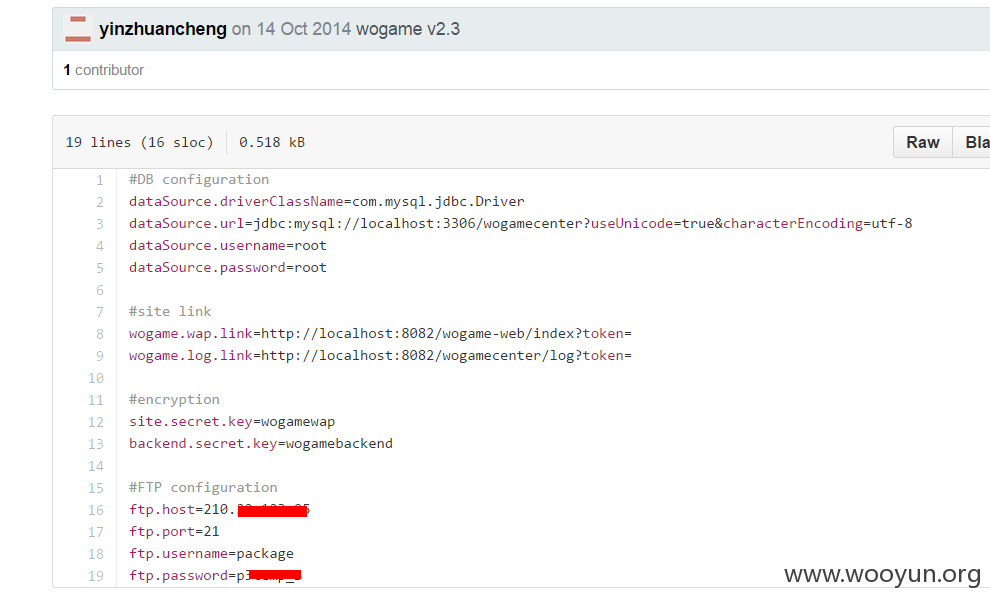 yinzhuancheng on 14 Oct 2014 wogame v2.3
1 contributor
19 lines (16 sloc) 0.518 kB
Raw
Bla
1 #DB configuration
2 dataSource.driverClassName=com.mysql.jdbc.Driver
3 dataSource.url=jdbc:mysql://localhost:3306/wogamecenter?useUnicode=true&characterEncoding=utf-8
4 dataSource.username=root
5 dataSource.password=root
6
7 #site link
8 wogame.wap.link=http://localhost:8082/wogame-web/index?token=
9 wogame.log.link=http://localhost:8082/wogamecenter/log?token=
10
11 #encryption
12 site.secret.key=wogamewap
13 backend.secret.key=wogamebackend
14
15 #FTP configuration
16 ftp.host=210.
17 ftp.port=21
18 ftp.username=package
19 ftp.password=p
www.wooyun.org